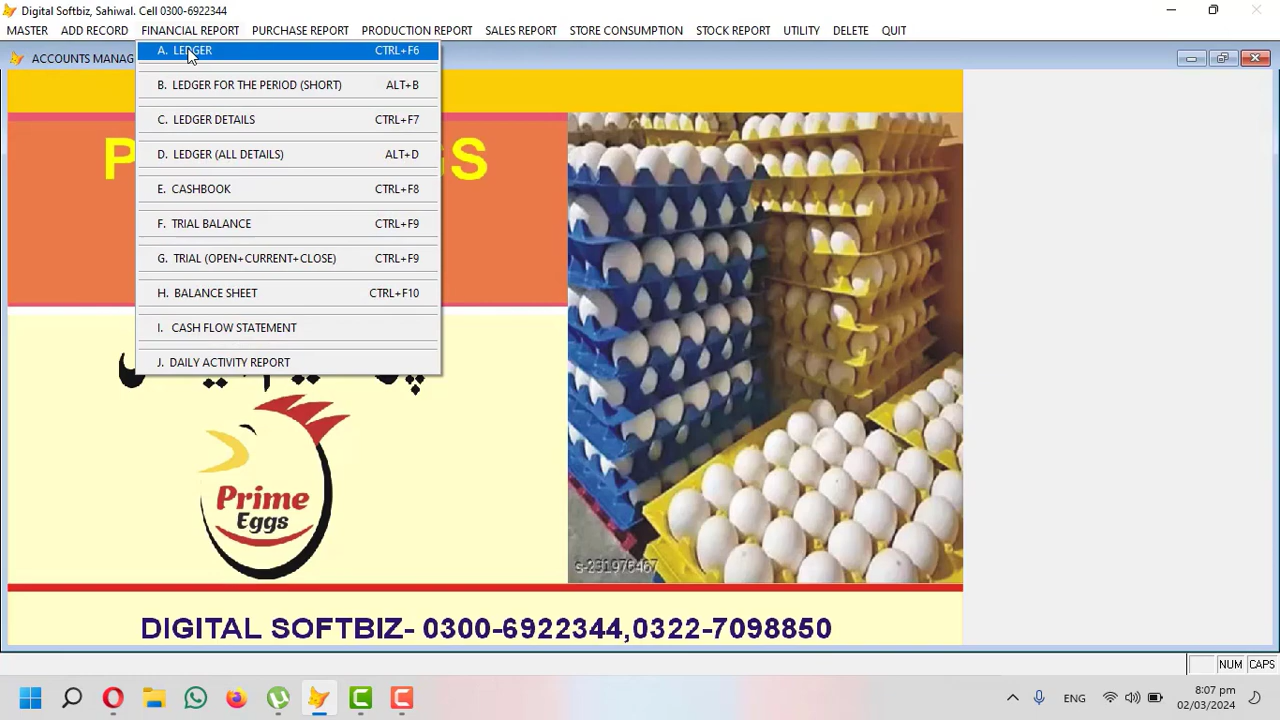 Digital Softbiz, Sahiwal. Cell 0300-6922344
MASTER ADD RECORD FINANCIAL REPORT PURCHASE REPORT PRODUCTION REPORT SALES REPORT STORE CONSUMPTION STOCK REPORT UTILITY DELETE QUIT
ACCOUNTS MANAG
A. LEDGER CTRL+F6
B. LEDGER FOR THE PERIOD (SHORT) ALT+B
C. LEDGER DETAILS CTRL+F7
D. LEDGER (ALL DETAILS) ALT+D
E. CASHBOOK CTRL+F8
F. TRIAL BALANCE CTRL+F9
G. TRIAL (OPEN+CURRENT+CLOSE) CTRL+F9
H. BALANCE SHEET CTRL+F10
I. CASH FLOW STATEMENT
J. DAILY ACTIVITY REPORT
Prime
Eggs
G-231976467
DIGITAL SOFTBIZ- 0300-6922344,0322-7098850
NUM CAPS
ENG
8:07 pm
02/03/2024